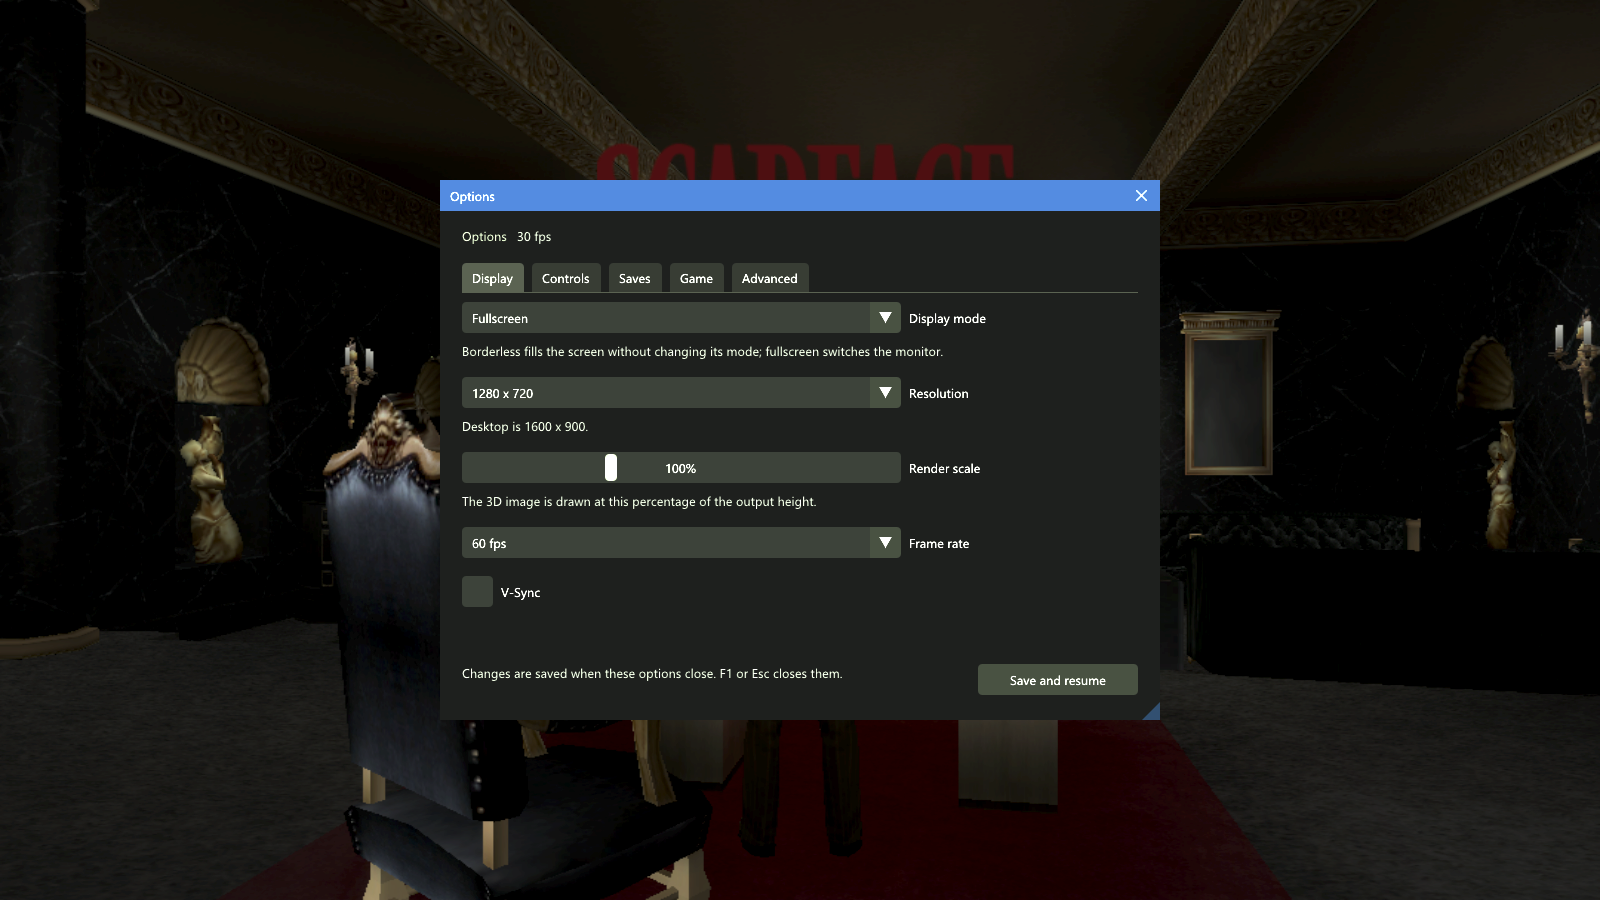 SCARFACE
Options
Options 30 fps
Display Controls Saves Game Advanced
Fullscreen Display mode
Borderless fills the screen without changing its mode; fullscreen switches the monitor.
1280 x 720 Resolution
Desktop is 1600 x 900.
100% Render scale
The 3D image is drawn at this percentage of the output height.
60 fps Frame rate
V-Sync
Changes are saved when these options close. F1 or Esc closes them.
Save and resume